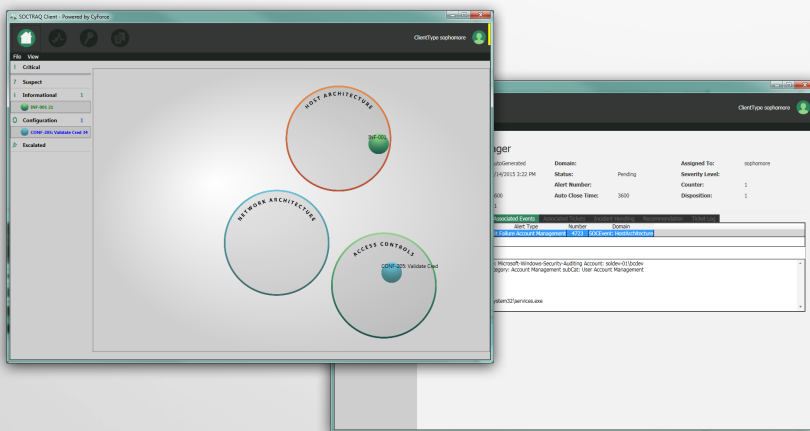 SOCTRAQ Client - Powered by Cyforce
ClientType sophomore
File View
! Critical
? Suspect
i Informational 1
INF-001 21
Configuration 1
CONF-205: Validate Cred 24
Escalated
HOST ARCHITECTURE
INF-001
NETWORK ARCHITECTURE
ACCESS CONTROLS
CONF-205: Validate Cred
ClientType sophomore
ager
AutoGenerated Domain: Assigned To: sophomore
/14/2015 3:22 PM Status: Pending Severity Level:
Alert Number: Counter: 1
600 Auto Close Time: 3600 Disposition: 1
1
Associated Events Associated Tickets Incident Handling Recommendation Ticket Log
Alert Type Number Domain
it Failure Account Management 4723 SOCEvent: HostArchitecture
: Microsoft-Windows-Security-Auditing Account: soldev-01\bcdev
tegory: Account Management subCat: User Account Management
ystem32\services.exe